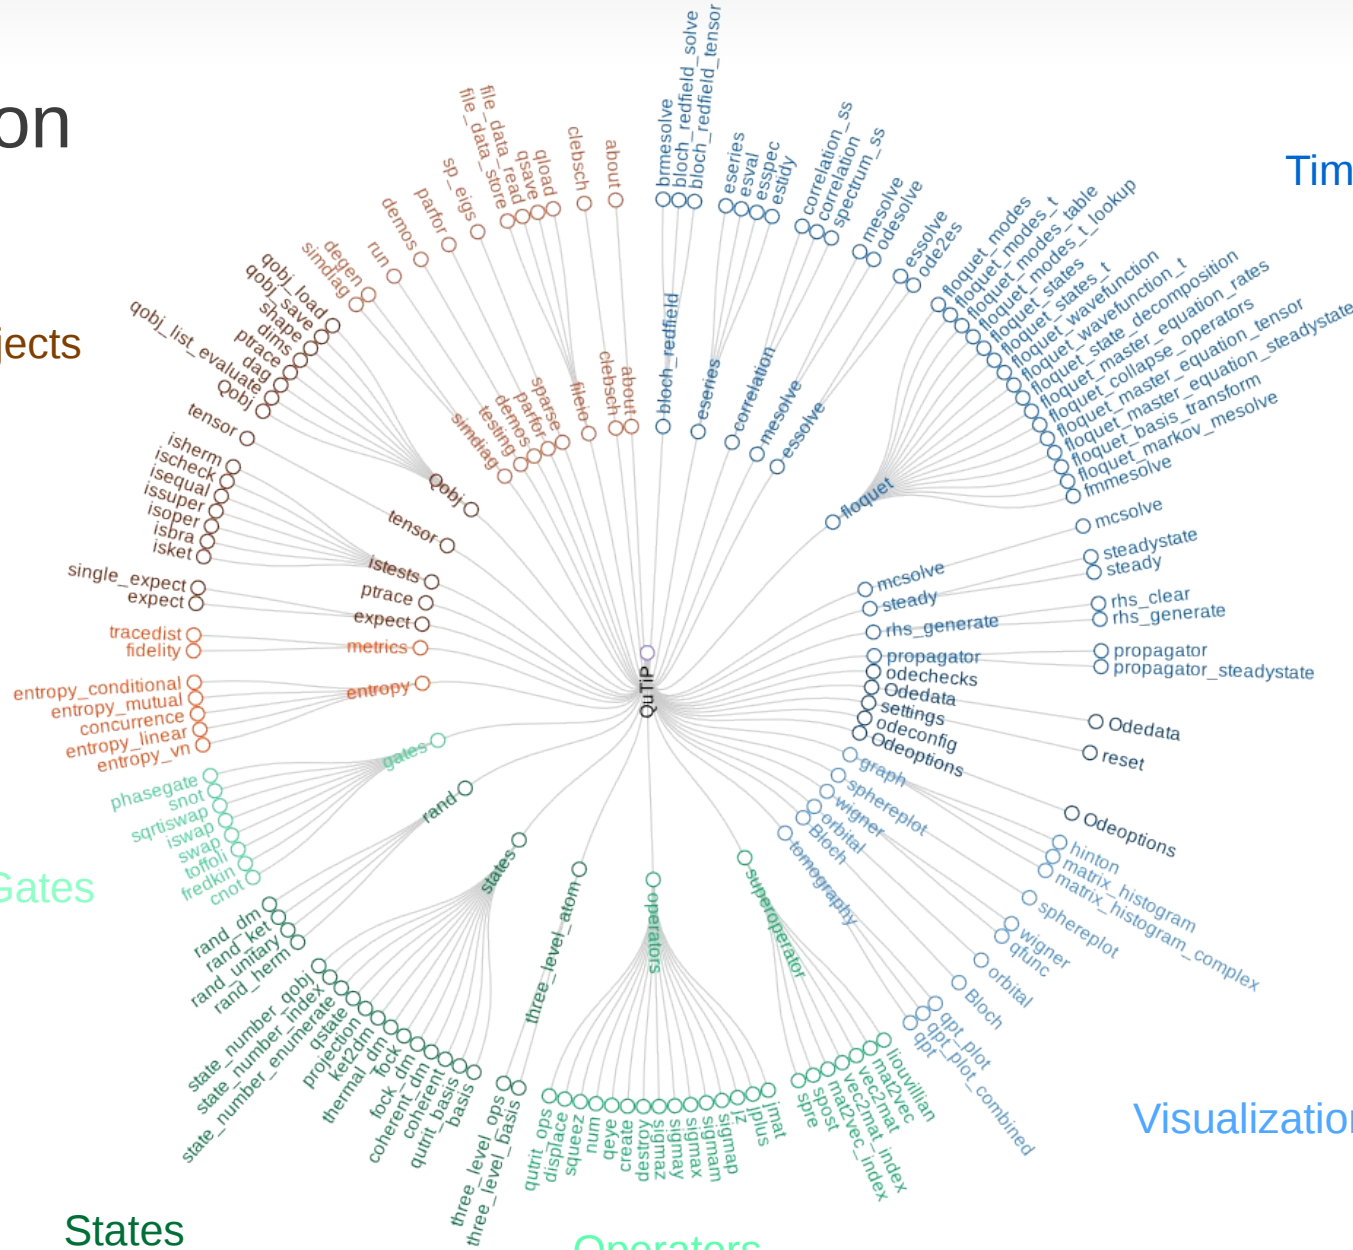 on
Tim
jects
Gates
States
Operators
Visualization
QuTiP
bloch_redfield
brmesolve
bloch_redfield_solve
bloch_redfield_tensor
eseries
eseries
esval
esspec
estidy
correlation
correlation_ss
correlation
spectrum_ss
mesolve
mesolve
odesolve
essolve
essolve
ode2es
floquet
floquet_modes
floquet_modes_t
floquet_modes_table
floquet_modes_t_lookup
floquet_states
floquet_states_t
floquet_wavefunction
floquet_wavefunction_t
floquet_state_decomposition
floquet_master_equation_rates
floquet_collapse_operators
floquet_master_equation_tensor
floquet_master_equation_steadystate
floquet_basis_transform
floquet_markov_mesolve
fmmesolve
mcsolve
mcsolve
steady
steadystate
steady
rhs_generate
rhs_clear
rhs_generate
propagator
propagator
propagator_steadystate
odechecks
Odedata
Odedata
settings
reset
odeconfig
Odeoptions
Odeoptions
graph
hinton
matrix_histogram
matrix_histogram_complex
sphereplot
sphereplot
wigner
wigner
qfunc
orbital
orbital
Bloch
Bloch
tomography
qpt_plot
qpt_plot_combined
qpt
superoperator
liouvillian
mat2vec
vec2mat
vec2mat_index
mat2vec_index
spost
spre
operators
jmat
jplus
jz
sigmap
sigmam
sigmax
sigmay
sigmaz
destroy
create
qeye
num
squeez
displace
qutrit_ops
three_level_atom
three_level_basis
three_level_ops
states
basis
qutrit_basis
coherent
coherent_dm
fock_dm
fock
thermal_dm
ket2dm
projection
qstate
state_number_enumerate
state_number_index
state_number_qobj
rand
rand_herm
rand_unitary
rand_ket
rand_dm
gates
cnot
fredkin
toffoli
swap
iswap
sqrtiswap
snot
phasegate
entropy
entropy_vn
entropy_linear
concurrence
entropy_mutual
entropy_conditional
metrics
fidelity
tracedist
expect
expect
single_expect
ptrace
istests
isket
isbra
isoper
issuper
isequal
ischeck
isherm
tensor
tensor
Qobj
Qobj
qobj_list_evaluate
dag
ptrace
dims
shape
qobj_save
qobj_load
simdiag
simdiag
degen
testing
run
demos
demos
parfor
parfor
sparse
sp_eigs
fileio
file_data_store
file_data_read
qsave
qload
clebsch
clebsch
about
about